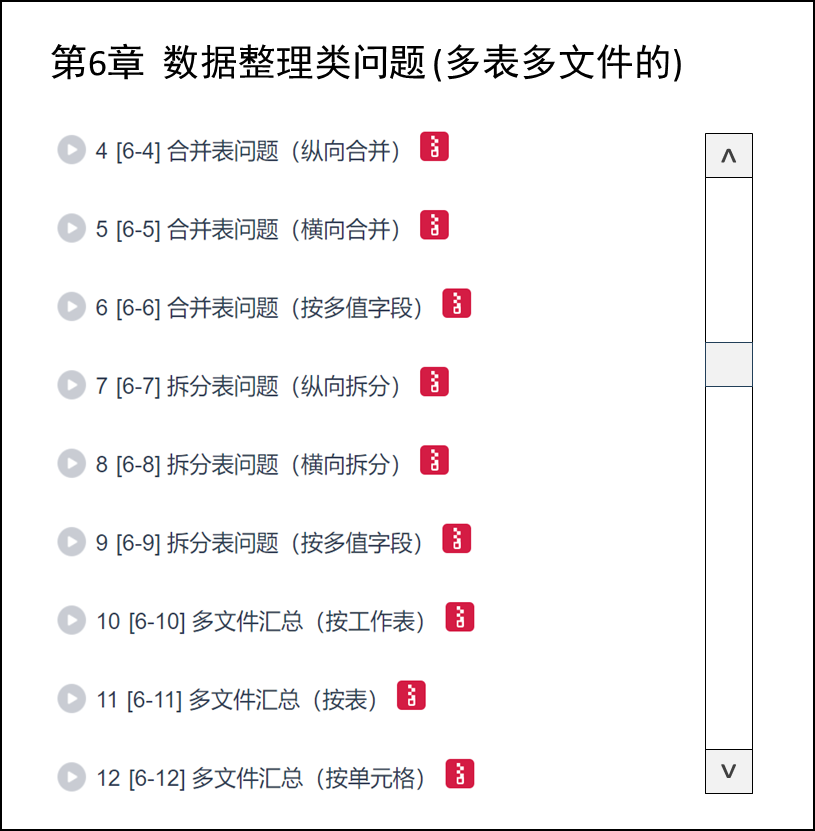 第6章 数据整理类问题(多表多文件的)
4 [6-4] 合并表问题（纵向合并）
5 [6-5] 合并表问题（横向合并）
6 [6-6] 合并表问题（按多值字段）
7 [6-7] 拆分表问题（纵向拆分）
8 [6-8] 拆分表问题（横向拆分）
9 [6-9] 拆分表问题（按多值字段）
10 [6-10] 多文件汇总（按工作表）
11 [6-11] 多文件汇总（按表）
12 [6-12] 多文件汇总（按单元格）